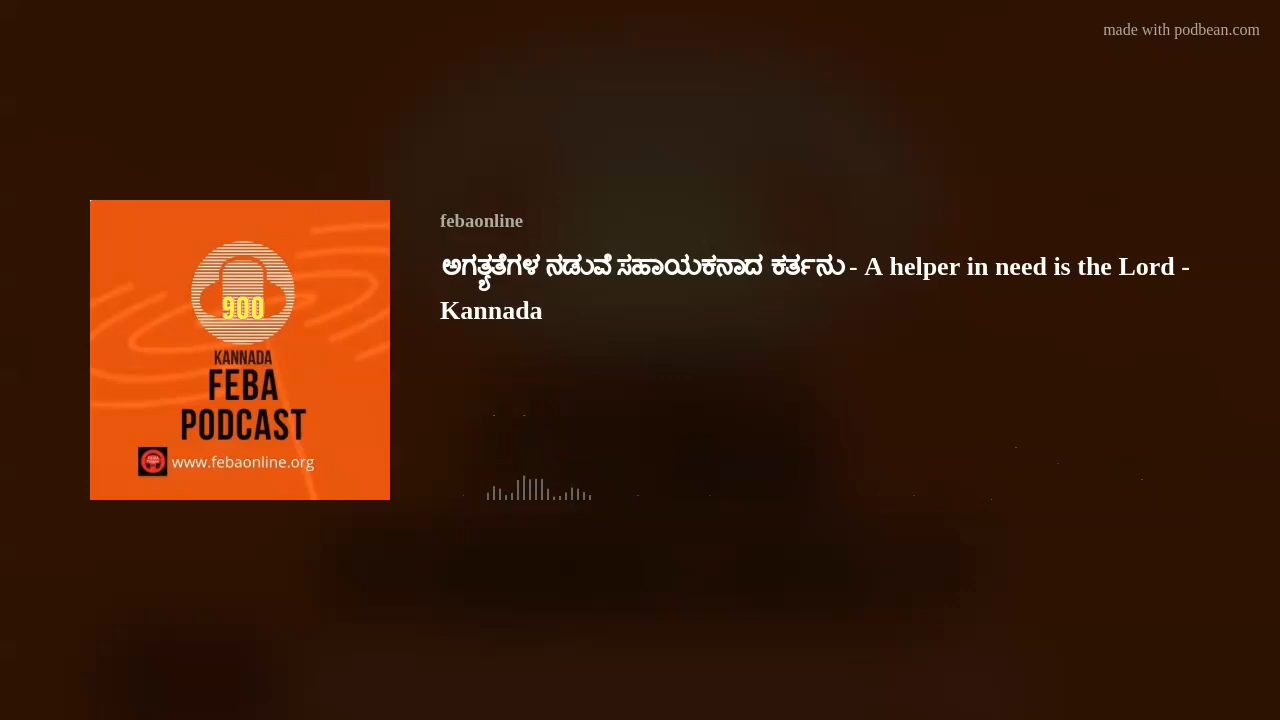 made with podbean.com
febaonline
ಅಗತ್ಯತೆಗಳ ನಡುವೆ ಸಹಾಯಕನಾದ ಕರ್ತನು - A helper in need is the Lord -
Kannada
900
KANNADA
FEBA
PODCAST
www.febaonline.org